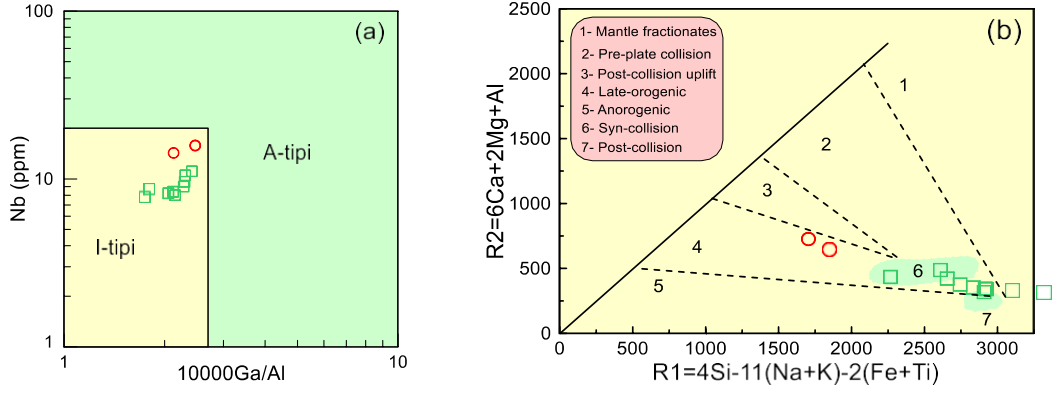 (a)
100
10
1
Nb (ppm)
A-tipi
I-tipi
1
10
10000Ga/Al
(b)
2500
2000
1500
1000
500
0
R2=6Ca+2Mg+Al
1- Mantle fractionates
2- Pre-plate collision
3- Post-collision uplift
4- Late-orogenic
5- Anorogenic
6- Syn-collision
7- Post-collision
1
2
3
4
5
6
7
0
500
1000
1500
2000
2500
3000
R1=4Si-11(Na+K)-2(Fe+Ti)